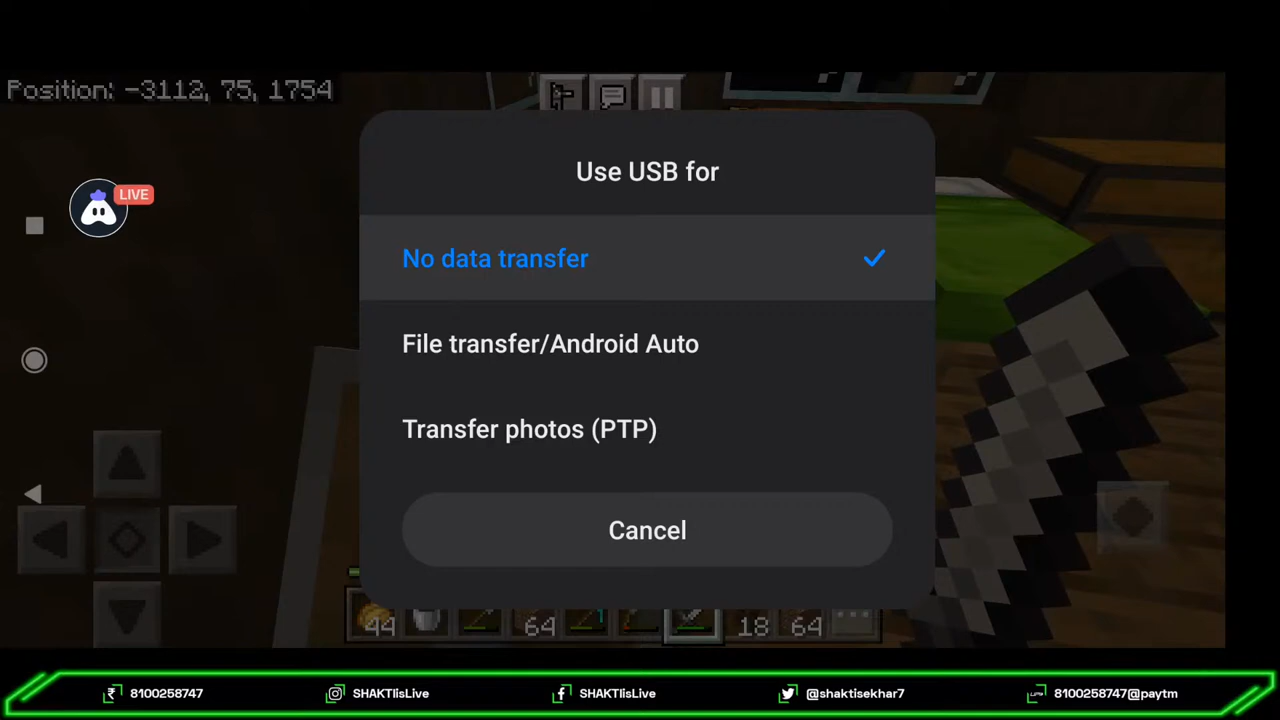 Position: -3112, 75, 1754
LIVE
Use USB for
No data transfer
File transfer/Android Auto
Transfer photos (PTP)
Cancel
44
64
18
64
₹ 8100258747
SHAKTIisLive
SHAKTIisLive
@shaktisekhar7
8100258747@paytm